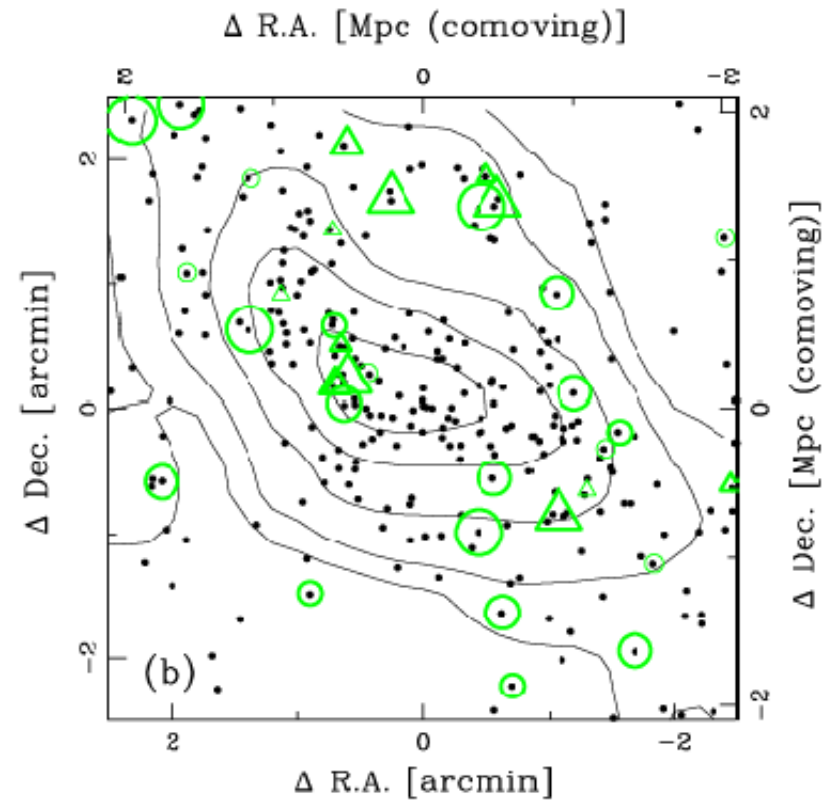 Δ R.A. [Mpc (comoving)]
2 0 -2
2 2
Δ Dec. [arcmin]
0 0
Δ Dec. [Mpc (comoving)]
-2 (b) -2
2 0 -2
Δ R.A. [arcmin]